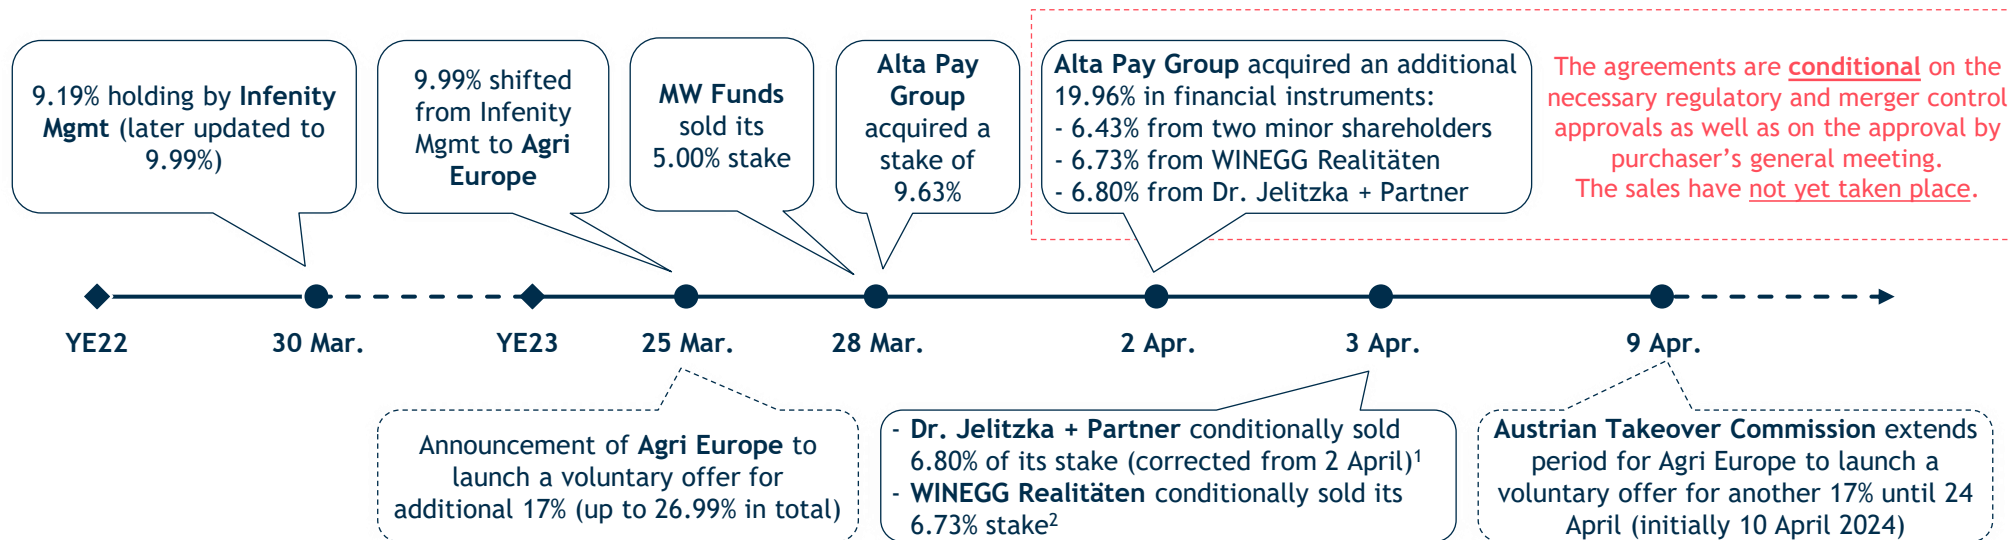 9.19% holding by Infenity
Mgmt (later updated to
9.99%)
9.99% shifted
from Infenity
Mgmt to Agri
Europe
MW Funds
sold its
5.00% stake
Alta Pay
Group
acquired a
stake of
9.63%
Alta Pay Group acquired an additional
19.96% in financial instruments:
- 6.43% from two minor shareholders
- 6.73% from WINEGG Realitäten
- 6.80% from Dr. Jelitzka + Partner
The agreements are conditional on the
necessary regulatory and merger control
approvals as well as on the approval by
purchaser’s general meeting.
The sales have not yet taken place.
YE22
30 Mar.
YE23
25 Mar.
28 Mar.
2 Apr.
3 Apr.
9 Apr.
Announcement of Agri Europe to
launch a voluntary offer for
additional 17% (up to 26.99% in total)
- Dr. Jelitzka + Partner conditionally sold
6.80% of its stake (corrected from 2 April)¹
- WINEGG Realitäten conditionally sold its
6.73% stake²
Austrian Takeover Commission extends
period for Agri Europe to launch a
voluntary offer for another 17% until 24
April (initially 10 April 2024)